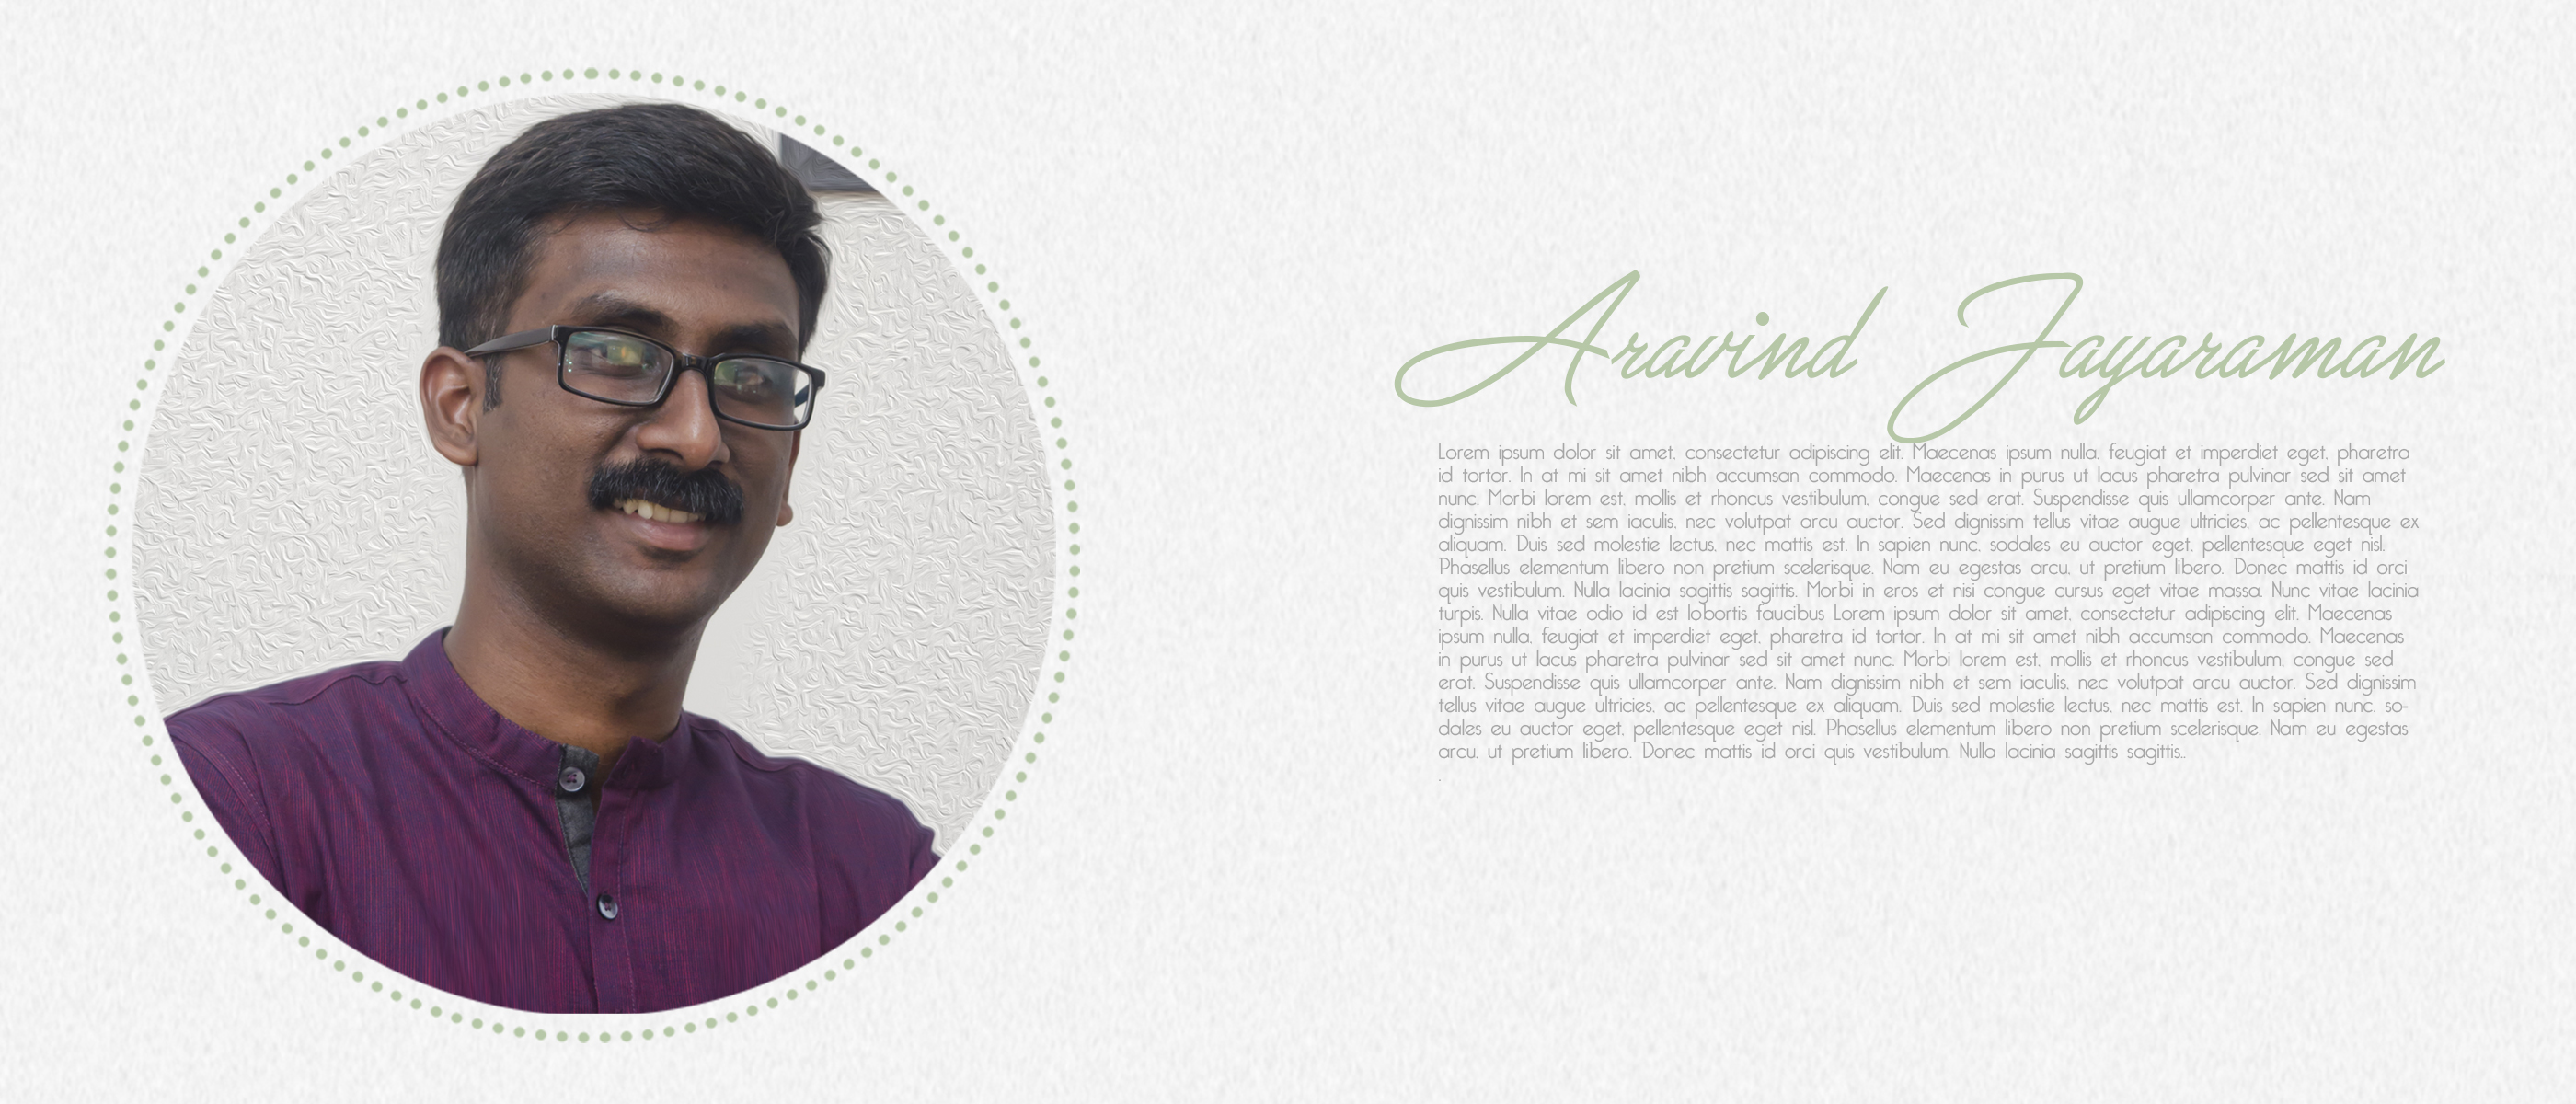 Aravind Jayaraman
Lorem ipsum dolor sit amet, consectetur adipiscing elit. Maecenas ipsum nulla, feugiat et imperdiet eget, pharetra
id tortor. In at mi sit amet nibh accumsan commodo. Maecenas in purus ut lacus pharetra pulvinar sed sit amet
nunc. Morbi lorem est, mollis et rhoncus vestibulum, congue sed erat. Suspendisse quis ullamcorper ante. Nam
dignissim nibh et sem iaculis, nec volutpat arcu auctor. Sed dignissim tellus vitae augue ultricies, ac pellentesque ex
aliquam. Duis sed molestie lectus, nec mattis est. In sapien nunc, sodales eu auctor eget, pellentesque eget nisl.
Phasellus elementum libero non pretium scelerisque. Nam eu egestas arcu, ut pretium libero. Donec mattis id orci
quis vestibulum. Nulla lacinia sagittis sagittis. Morbi in eros et nisi congue cursus eget vitae massa. Nunc vitae lacinia
turpis. Nulla vitae odio id est lobortis faucibus Lorem ipsum dolor sit amet, consectetur adipiscing elit. Maecenas
ipsum nulla, feugiat et imperdiet eget, pharetra id tortor. In at mi sit amet nibh accumsan commodo. Maecenas
in purus ut lacus pharetra pulvinar sed sit amet nunc. Morbi lorem est, mollis et rhoncus vestibulum, congue sed
erat. Suspendisse quis ullamcorper ante. Nam dignissim nibh et sem iaculis, nec volutpat arcu auctor. Sed dignissim
tellus vitae augue ultricies, ac pellentesque ex aliquam. Duis sed molestie lectus, nec mattis est. In sapien nunc, so-
dales eu auctor eget, pellentesque eget nisl. Phasellus elementum libero non pretium scelerisque. Nam eu egestas
arcu, ut pretium libero. Donec mattis id orci quis vestibulum. Nulla lacinia sagittis sagittis..
.